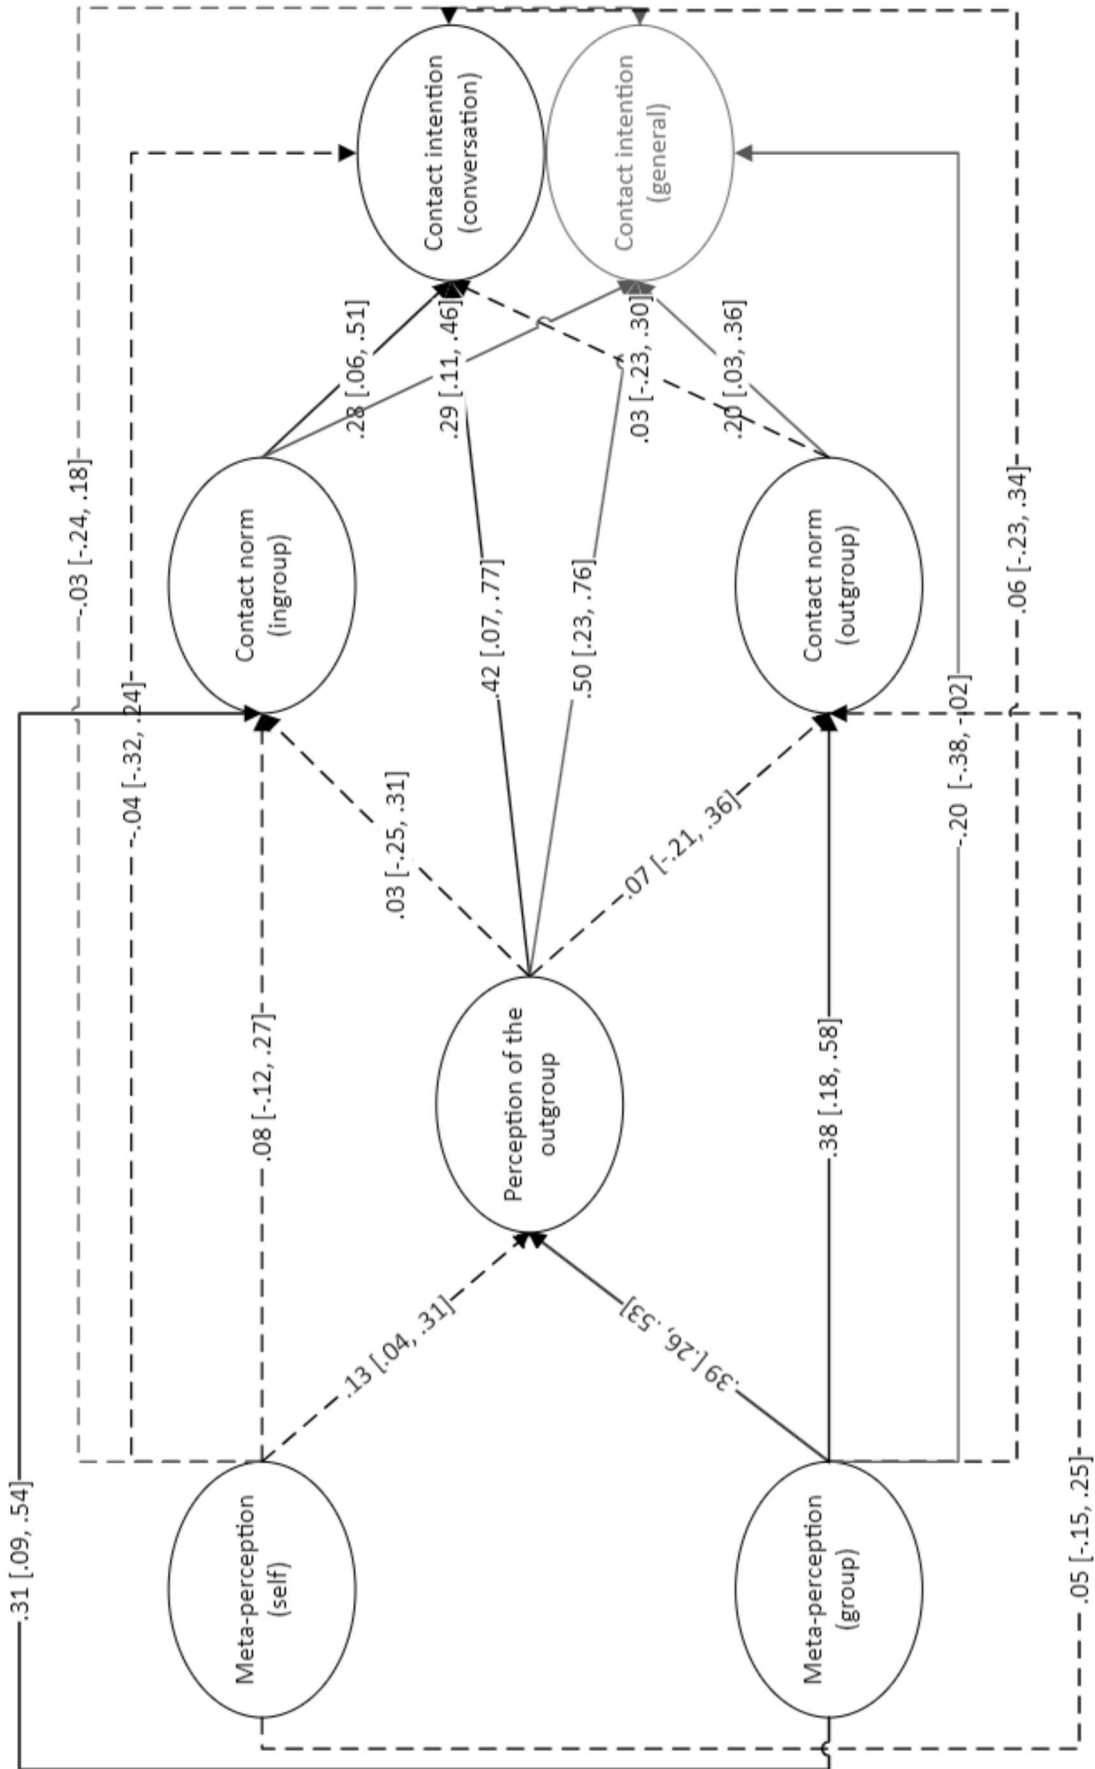 .31 [.09, .54]
-.03 [-.24, .18]
-.04 [-.32, .24]
Meta-perception
(self)
.08 [-.12, .27]
Contact norm
(ingroup)
.28 [.06, .51]
Contact intention
(conversation)
.13 [.04, .31]
.03 [-.25, .31]
.29 [.11, .46]
.42 [.07, .77]
Perception of the
outgroup
.50 [.23, .76]
Contact intention
(general)
.39 [.26, .53]
.07 [-.21, .36]
.03 [-.23, .30]
.20 [.03, .36]
Meta-perception
(group)
.38 [.18, .58]
Contact norm
(outgroup)
-.20 [-.38, -.02]
.06 [-.23, .34]
.05 [-.15, .25]